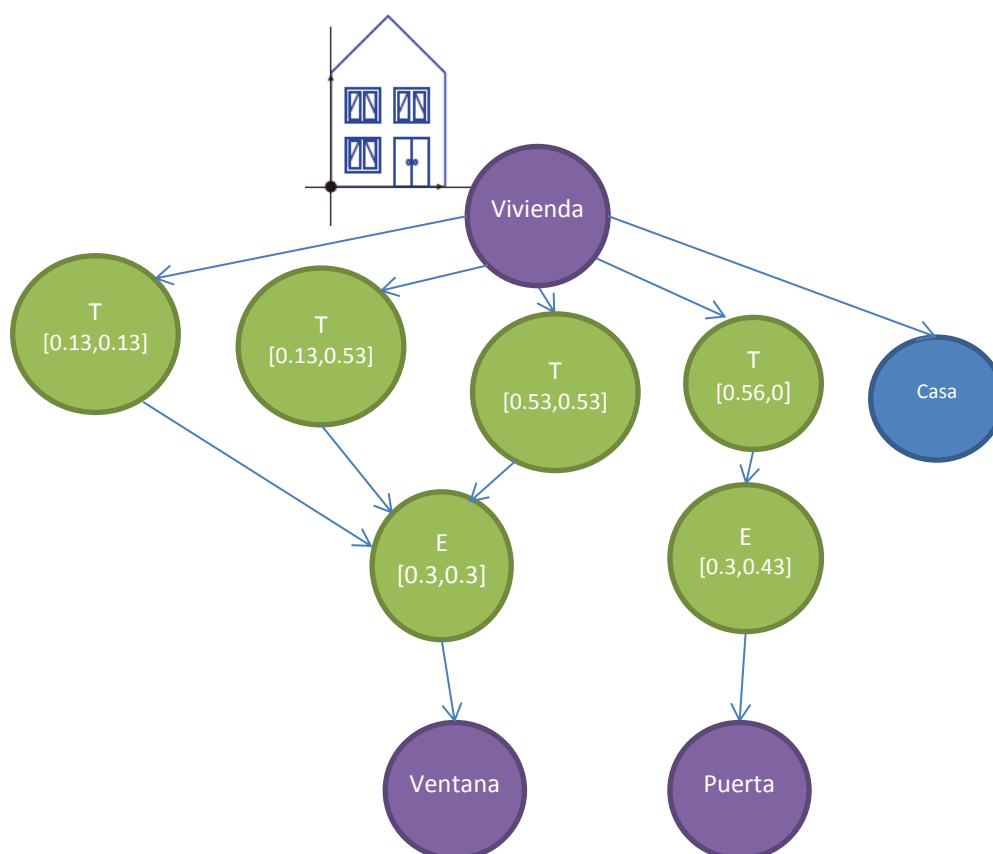 Vivienda
T
[0.13,0.13]
T
[0.13,0.53]
T
[0.53,0.53]
T
[0.56,0]
Casa
E
[0.3,0.3]
E
[0.3,0.43]
Ventana
Puerta